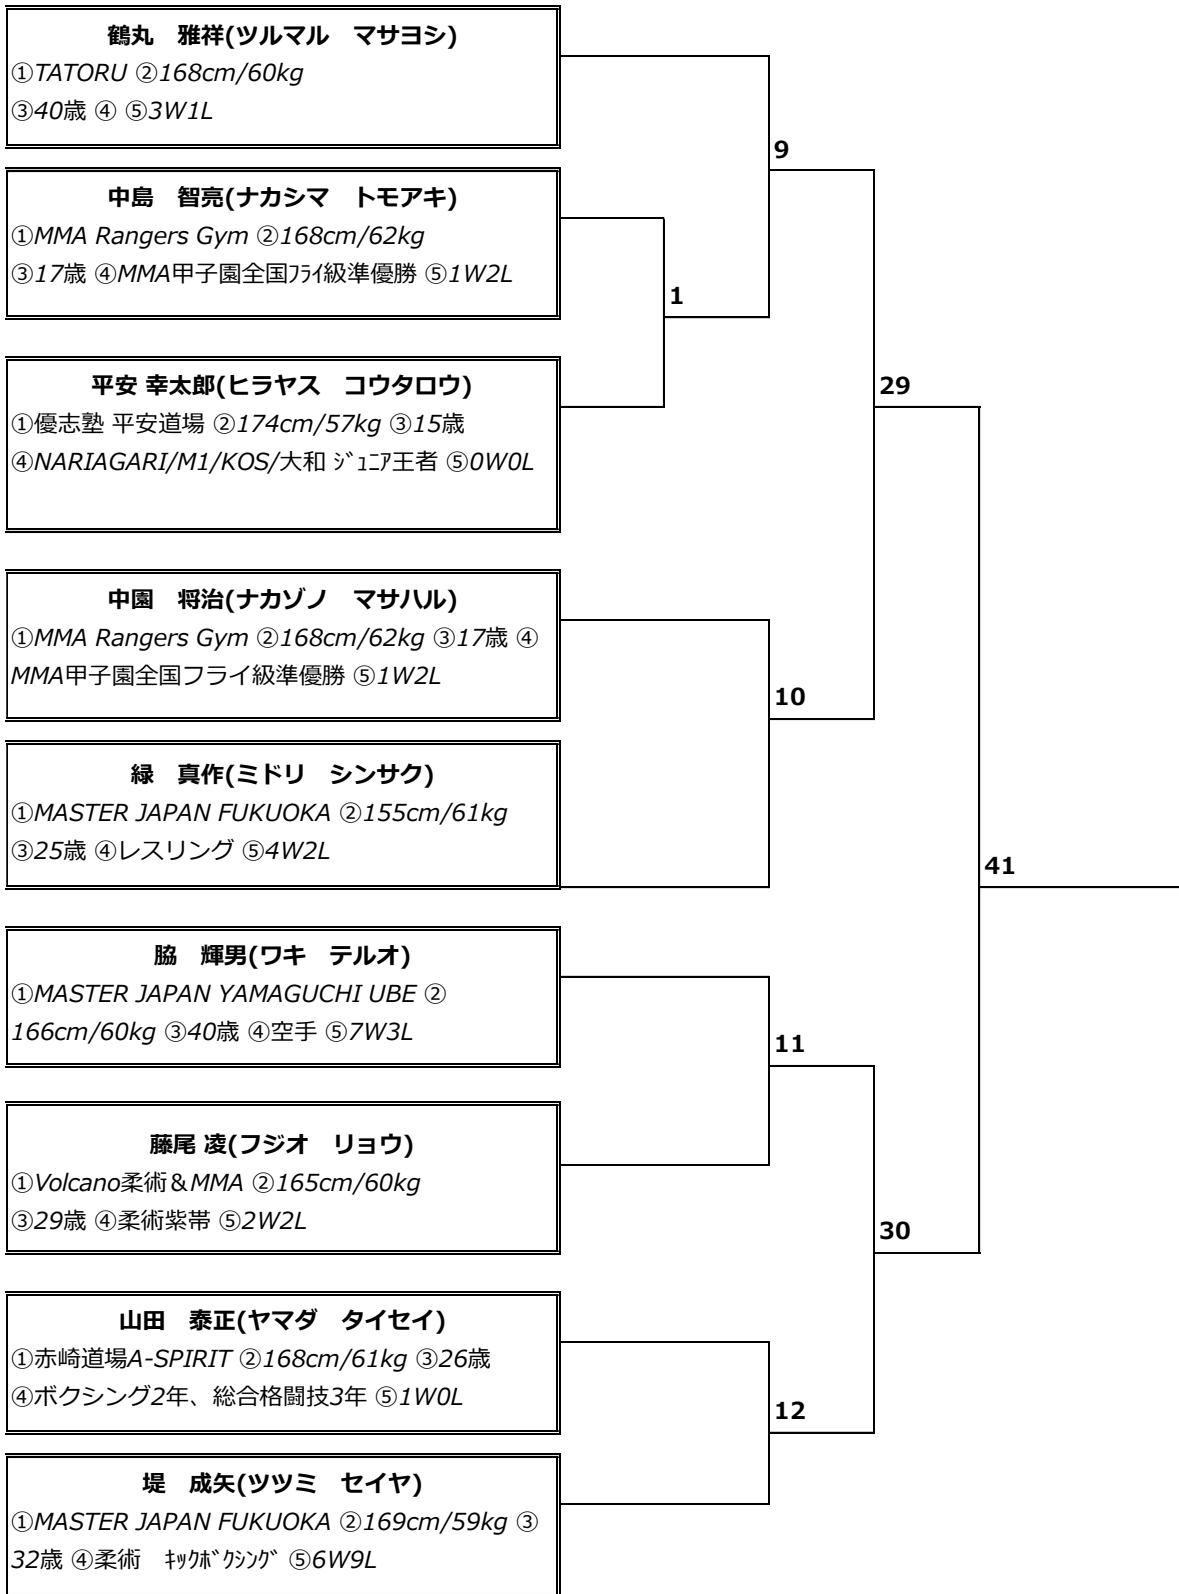 鶴丸　雅祥(ツルマル　マサヨシ)
①TATORU ②168cm/60kg
③40歳 ④ ⑤3W1L
9
中島　智亮(ナカシマ　トモアキ)
①MMA Rangers Gym ②168cm/62kg
③17歳 ④MMA甲子園全国ﾌﾗｲ級準優勝 ⑤1W2L
1
平安 幸太郎(ヒラヤス　コウタロウ)
①優志塾 平安道場 ②174cm/57kg ③15歳
④NARIAGARI/M1/KOS/大和 ｼﾞｭﾆｱ王者 ⑤0W0L
29
中園　将治(ナカゾノ　マサハル)
①MMA Rangers Gym ②168cm/62kg ③17歳 ④
MMA甲子園全国フライ級準優勝 ⑤1W2L
10
緑　真作(ミドリ　シンサク)
①MASTER JAPAN FUKUOKA ②155cm/61kg
③25歳 ④レスリング ⑤4W2L
41
脇　輝男(ワキ　テルオ)
①MASTER JAPAN YAMAGUCHI UBE ②
166cm/60kg ③40歳 ④空手 ⑤7W3L
11
藤尾 凌(フジオ　リョウ)
①Volcano柔術＆MMA ②165cm/60kg
③29歳 ④柔術紫帯 ⑤2W2L
30
山田　泰正(ヤマダ　タイセイ)
①赤崎道場A-SPIRIT ②168cm/61kg ③26歳
④ボクシング2年、総合格闘技3年 ⑤1W0L
12
堤　成矢(ツツミ　セイヤ)
①MASTER JAPAN FUKUOKA ②169cm/59kg ③
32歳 ④柔術　ｷｯｸﾎﾞｸｼﾝｸﾞ ⑤6W9L